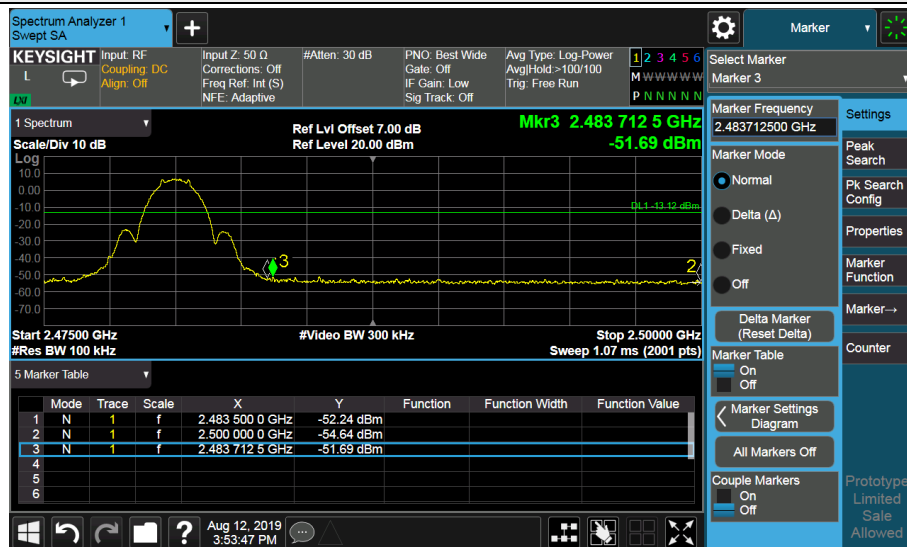 Spectrum Analyzer 1
Swept SA
Marker
KEYSIGHT
L
LXI
Input: RF
Coupling: DC
Align: Off
Input Z: 50 Ω
Corrections: Off
Freq Ref: Int (S)
NFE: Adaptive
#Atten: 30 dB
PNO: Best Wide
Gate: Off
IF Gain: Low
Sig Track: Off
Avg Type: Log-Power
Avg|Hold:>100/100
Trig: Free Run
1 2 3 4 5 6
M W W W W W
P N N N N N
Select Marker
Marker 3
1 Spectrum
Scale/Div 10 dB
Ref Lvl Offset 7.00 dB
Ref Level 20.00 dBm
Mkr3 2.483 712 5 GHz
-51.69 dBm
Log
10.0
0.00
-10.0
-20.0
-30.0
-40.0
-50.0
-60.0
-70.0
DL1 -13.12 dBm
3
2
Start 2.47500 GHz
#Res BW 100 kHz
#Video BW 300 kHz
Stop 2.50000 GHz
Sweep 1.07 ms (2001 pts)
5 Marker Table
Mode Trace Scale X Y Function Function Width Function Value
1 N 1 f 2.483 500 0 GHz -52.24 dBm
2 N 1 f 2.500 000 0 GHz -54.64 dBm
3 N 1 f 2.483 712 5 GHz -51.69 dBm
4
5
6
Aug 12, 2019
3:53:47 PM
Marker Frequency
2.483712500 GHz
Marker Mode
Normal
Delta (Δ)
Fixed
Off
Delta Marker
(Reset Delta)
Marker Table
On
Off
Marker Settings
Diagram
All Markers Off
Couple Markers
On
Off
Settings
Peak
Search
Pk Search
Config
Properties
Marker
Function
Marker→
Counter
Prototype
Limited
Sale
Allowed